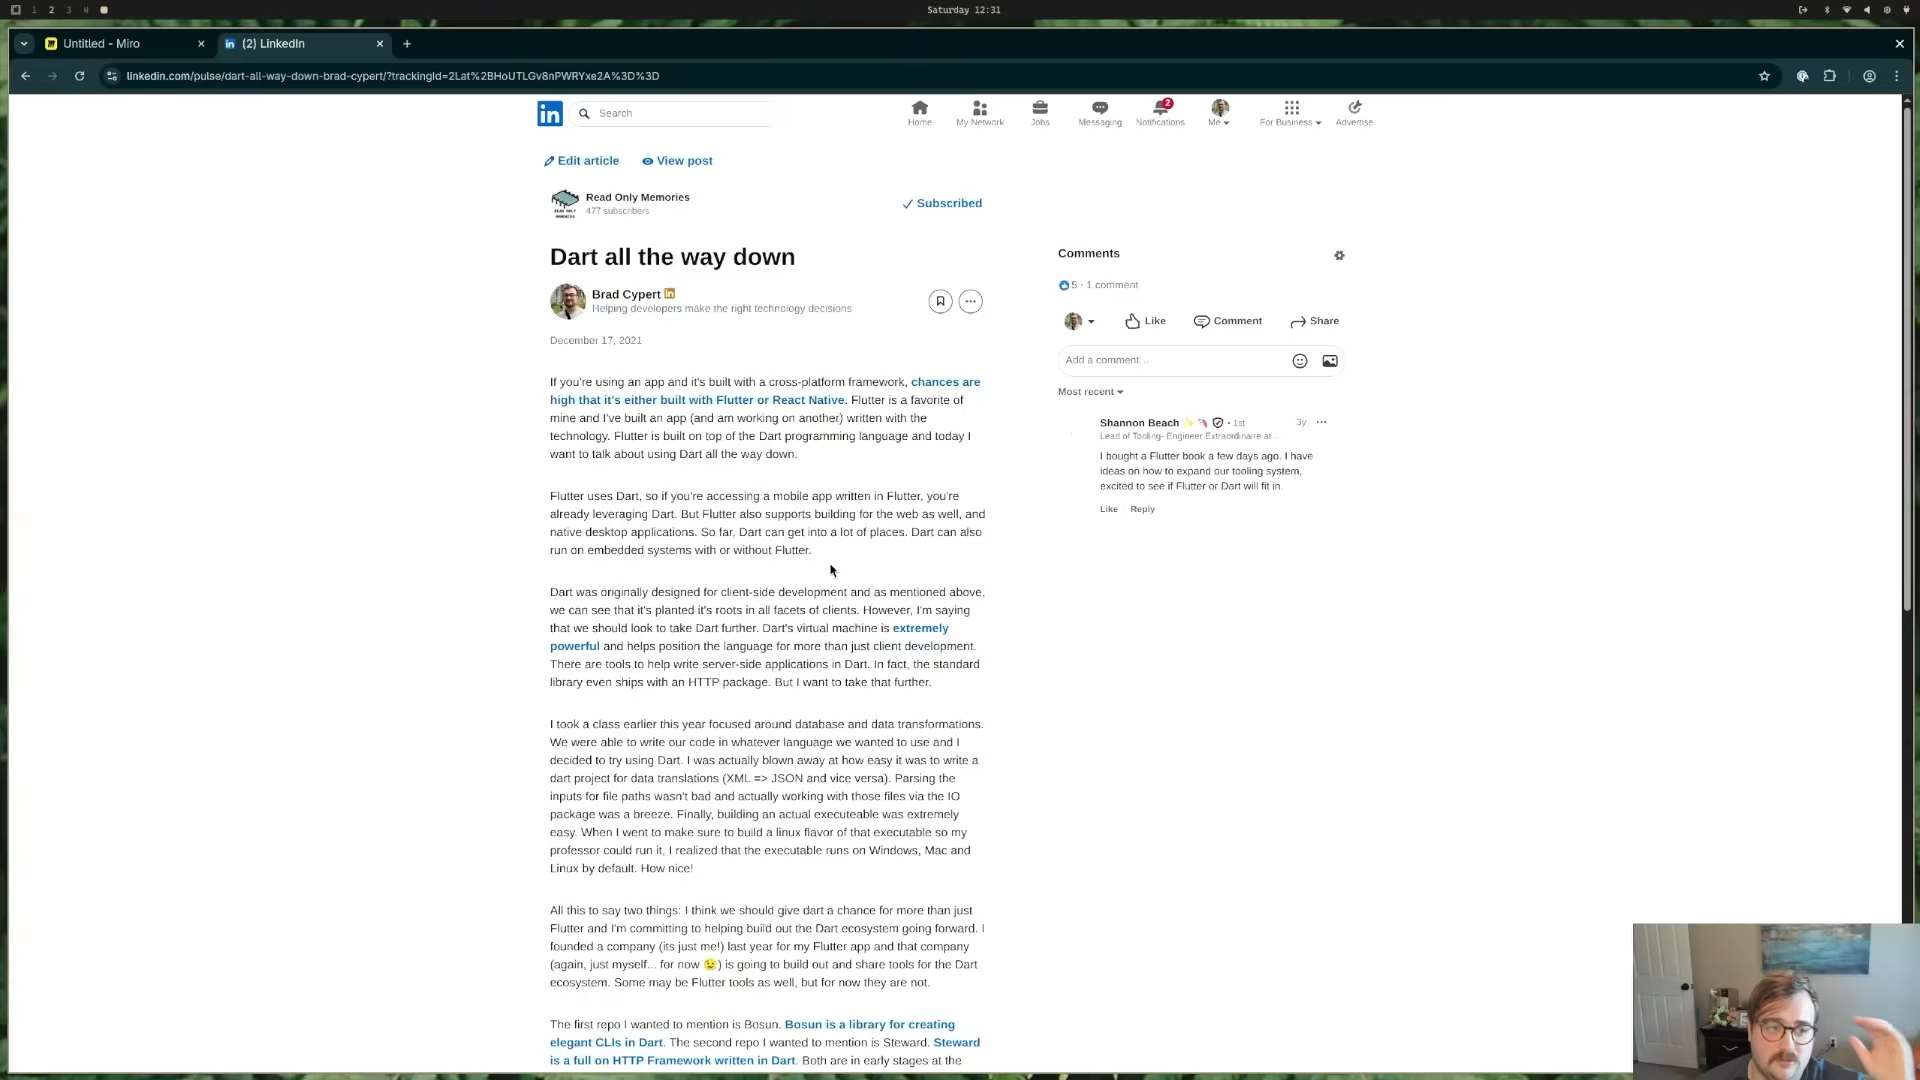 1 2 3 4
Saturday 12:31
Untitled - Miro
(2) LinkedIn
linkedin.com/pulse/dart-all-way-down-brad-cypert/?trackingId=2Lat%2BHoUTLGv8nPWRYxe2A%3D%3D
in
Search
Home
My Network
Jobs
Messaging
2
Notifications
Me
For Business
Advertise
Edit article
View post
Read Only Memories
477 subscribers
Subscribed
Dart all the way down
Brad Cypert
Helping developers make the right technology decisions
December 17, 2021
If you're using an app and it's built with a cross-platform framework, chances are
high that it's either built with Flutter or React Native. Flutter is a favorite of
mine and I've built an app (and am working on another) written with the
technology. Flutter is built on top of the Dart programming language and today I
want to talk about using Dart all the way down.
Flutter uses Dart, so if you're accessing a mobile app written in Flutter, you're
already leveraging Dart. But Flutter also supports building for the web as well, and
native desktop applications. So far, Dart can get into a lot of places. Dart can also
run on embedded systems with or without Flutter.
Dart was originally designed for client-side development and as mentioned above,
we can see that it's planted it's roots in all facets of clients. However, I'm saying
that we should look to take Dart further. Dart's virtual machine is extremely
powerful and helps position the language for more than just client development.
There are tools to help write server-side applications in Dart. In fact, the standard
library even ships with an HTTP package. But I want to take that further.
I took a class earlier this year focused around database and data transformations.
We were able to write our code in whatever language we wanted to use and I
decided to try using Dart. I was actually blown away at how easy it was to write a
dart project for data translations (XML => JSON and vice versa). Parsing the
inputs for file paths wasn't bad and actually working with those files via the IO
package was a breeze. Finally, building an actual executeable was extremely
easy. When I went to make sure to build a linux flavor of that executable so my
professor could run it, I realized that the executable runs on Windows, Mac and
Linux by default. How nice!
All this to say two things: I think we should give dart a chance for more than just
Flutter and I'm committing to helping build out the Dart ecosystem going forward. I
founded a company (its just me!) last year for my Flutter app and that company
(again, just myself... for now 😉) is going to build out and share tools for the Dart
ecosystem. Some may be Flutter tools as well, but for now they are not.
The first repo I wanted to mention is Bosun. Bosun is a library for creating
elegant CLIs in Dart. The second repo I wanted to mention is Steward. Steward
is a full on HTTP Framework written in Dart. Both are in early stages at the
Comments
5 · 1 comment
Like
Comment
Share
Add a comment...
Most recent
Shannon Beach ✨🦄 · 1st
3y
Lead of Tooling- Engineer Extraordinaire at...
I bought a Flutter book a few days ago. I have
ideas on how to expand our tooling system,
excited to see if Flutter or Dart will fit in.
Like
Reply